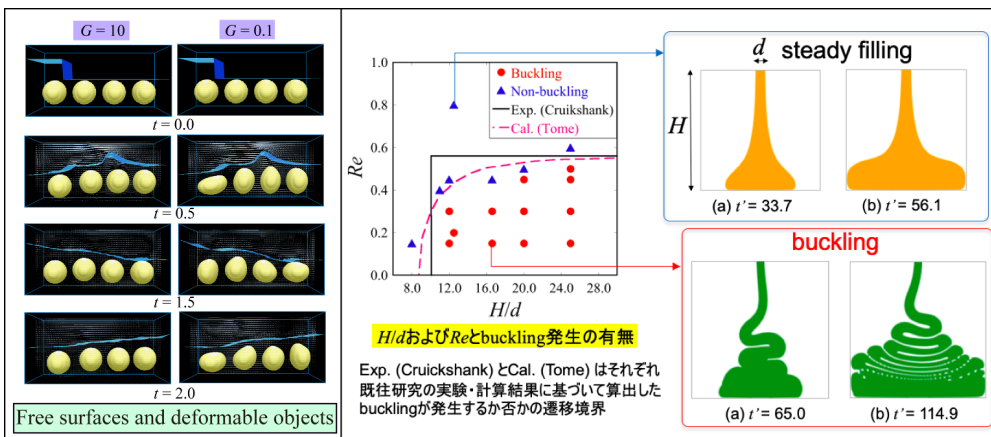 G = 10
G = 0.1
t = 0.0
t = 0.5
t = 1.5
t = 2.0
Free surfaces and deformable objects
Re
1.0
0.8
0.6
0.4
0.2
0.0
8.0 12.0 16.0 20.0 24.0 28.0
H/d
Buckling
Non-buckling
Exp. (Cruikshank)
Cal. (Tome)
H/dおよびReとbuckling発生の有無
Exp. (Cruickshank) とCal. (Tome) はそれぞれ
既往研究の実験・計算結果に基づいて算出した
bucklingが発生するか否かの遷移境界
d steady filling
H
(a) t’ = 33.7
(b) t’ = 56.1
buckling
(a) t’ = 65.0
(b) t’ = 114.9